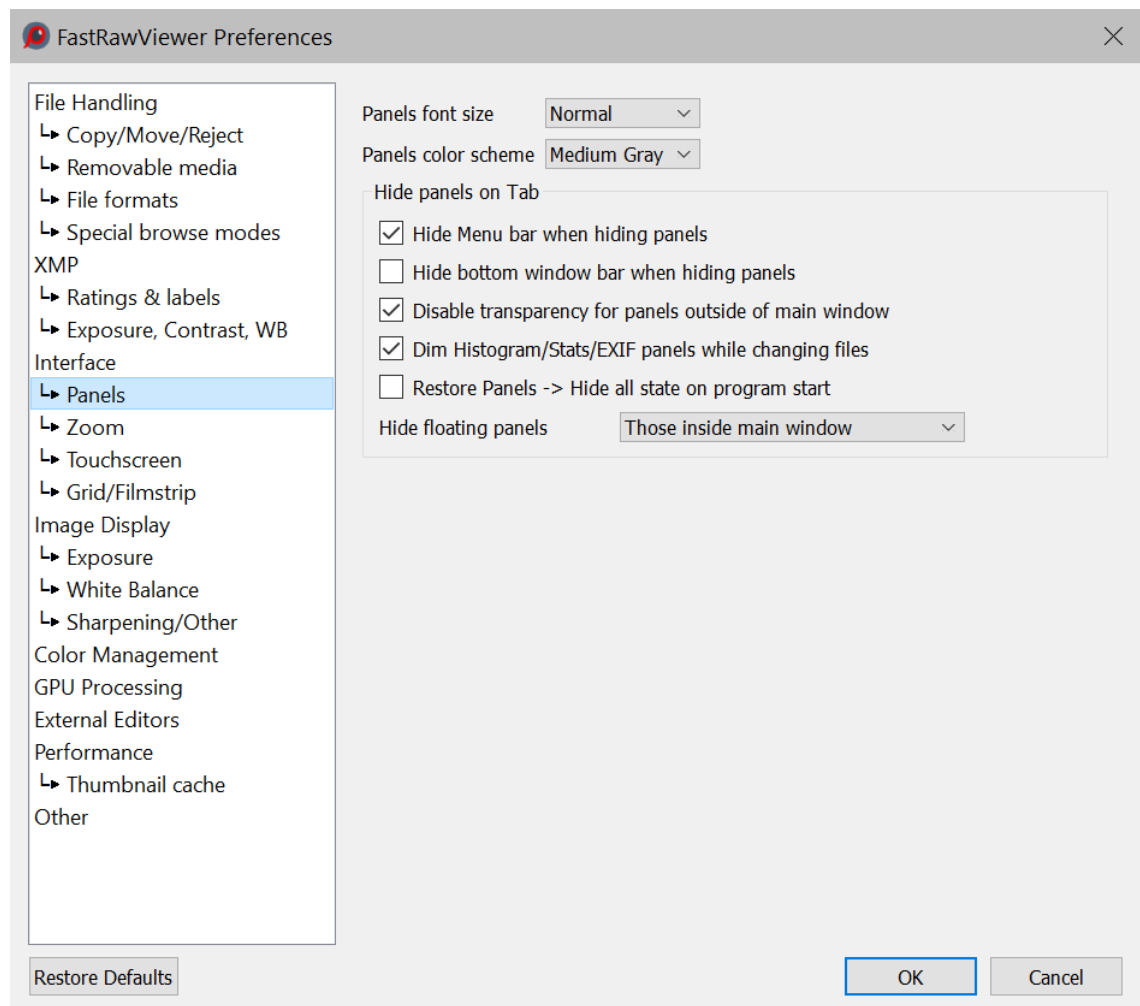 FastRawViewer Preferences
File Handling
Copy/Move/Reject
Removable media
File formats
Special browse modes
XMP
Ratings & labels
Exposure, Contrast, WB
Interface
Panels
Zoom
Touchscreen
Grid/Filmstrip
Image Display
Exposure
White Balance
Sharpening/Other
Color Management
GPU Processing
External Editors
Performance
Thumbnail cache
Other
Panels font size Normal
Panels color scheme Medium Gray
Hide panels on Tab
Hide Menu bar when hiding panels
Hide bottom window bar when hiding panels
Disable transparency for panels outside of main window
Dim Histogram/Stats/EXIF panels while changing files
Restore Panels -> Hide all state on program start
Hide floating panels Those inside main window
Restore Defaults OK Cancel